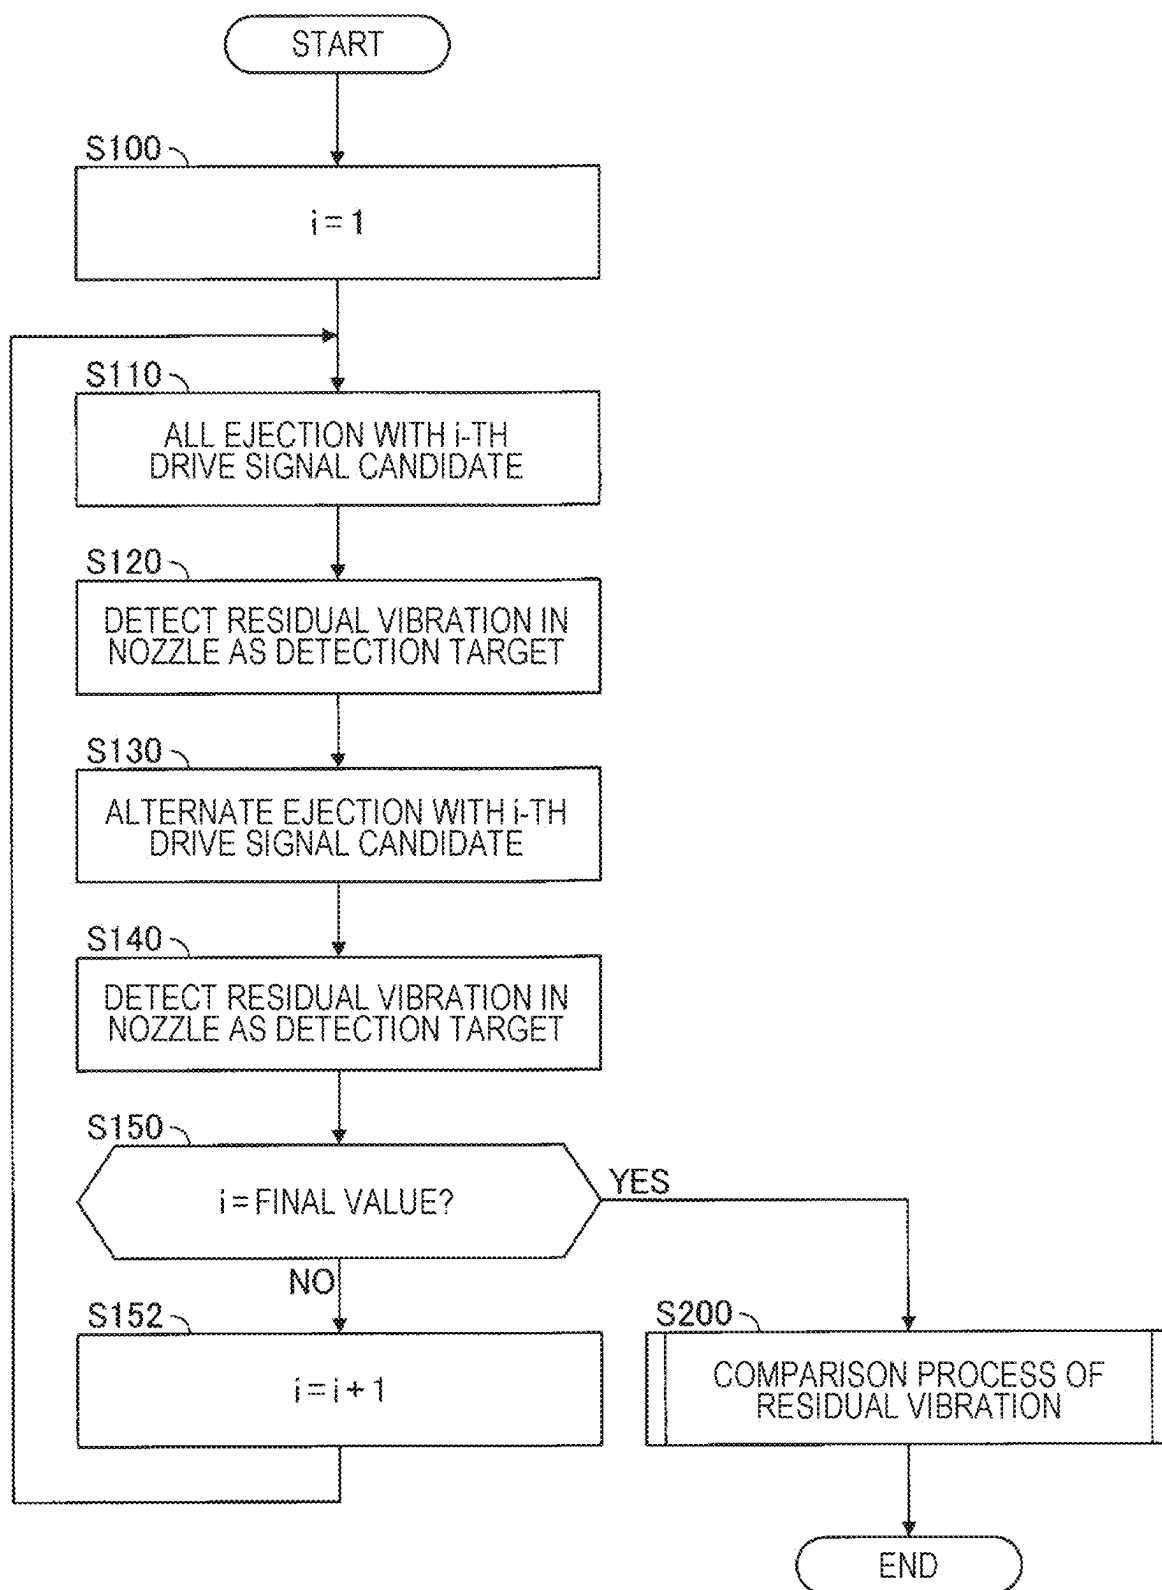 START
S100
i = 1
S110
ALL EJECTION WITH i-TH
DRIVE SIGNAL CANDIDATE
S120
DETECT RESIDUAL VIBRATION IN
NOZZLE AS DETECTION TARGET
S130
ALTERNATE EJECTION WITH i-TH
DRIVE SIGNAL CANDIDATE
S140
DETECT RESIDUAL VIBRATION IN
NOZZLE AS DETECTION TARGET
S150
i = FINAL VALUE?
YES
NO
S152
i = i + 1
S200
COMPARISON PROCESS OF
RESIDUAL VIBRATION
END